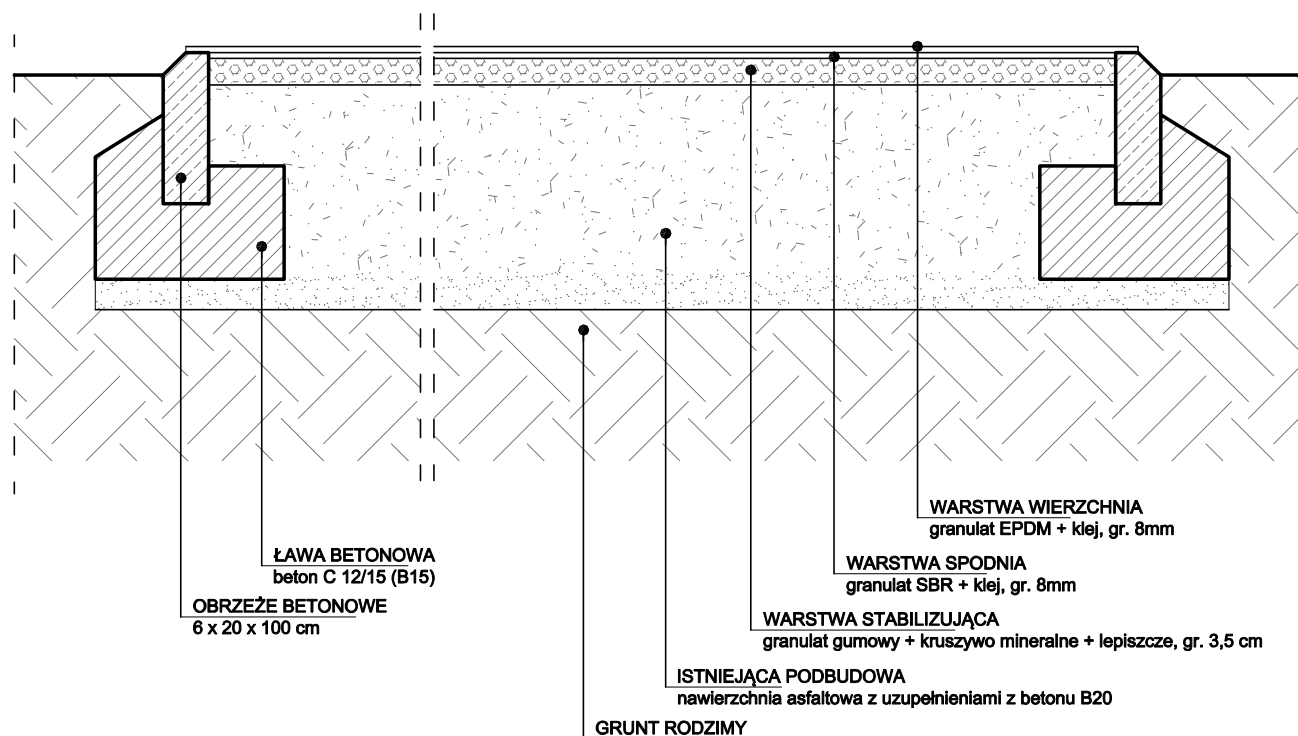 WARSTWA WIERZCHNIA
granulat EPDM + klej, gr. 8mm
WARSTWA SPODNIA
granulat SBR + klej, gr. 8mm
WARSTWA STABILIZUJĄCA
granulat gumowy + kruszywo mineralne + lepiszcze, gr. 3,5 cm
ISTNIEJĄCA PODBUDOWA
nawierzchnia asfaltowa z uzupełnieniami z betonu B20
GRUNT RODZIMY
ŁAWA BETONOWA
beton C 12/15 (B15)
OBRZEŻE BETONOWE
6 x 20 x 100 cm